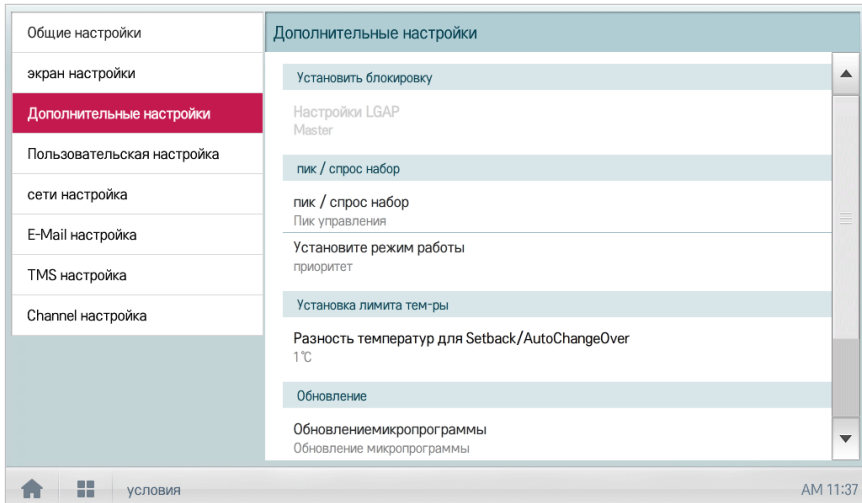 Общие настройки
экран настройки
Дополнительные настройки
Пользовательская настройка
сети настройка
E-Mail настройка
TMS настройка
Channel настройка
Дополнительные настройки
Установить блокировку
Настройки LGAP
Master
пик / спрос набор
пик / спрос набор
Пик управления
Установите режим работы
приоритет
Установка лимита тем-ры
Разность температур для Setback/AutoChangeOver
1℃
Обновление
Обновлениемикропрограммы
Обновление микропрограммы
условия
AM 11:37